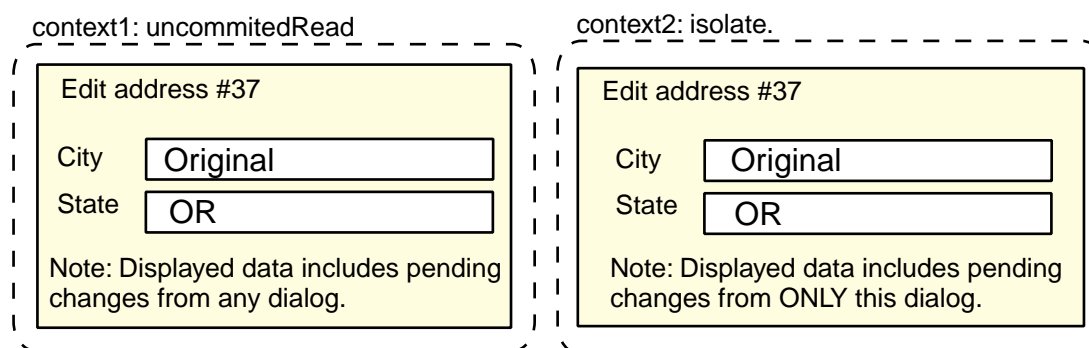 context1: uncommitedRead
Edit address #37
City Original
State OR
Note: Displayed data includes pending
changes from any dialog.
context2: isolate.
Edit address #37
City Original
State OR
Note: Displayed data includes pending
changes from ONLY this dialog.